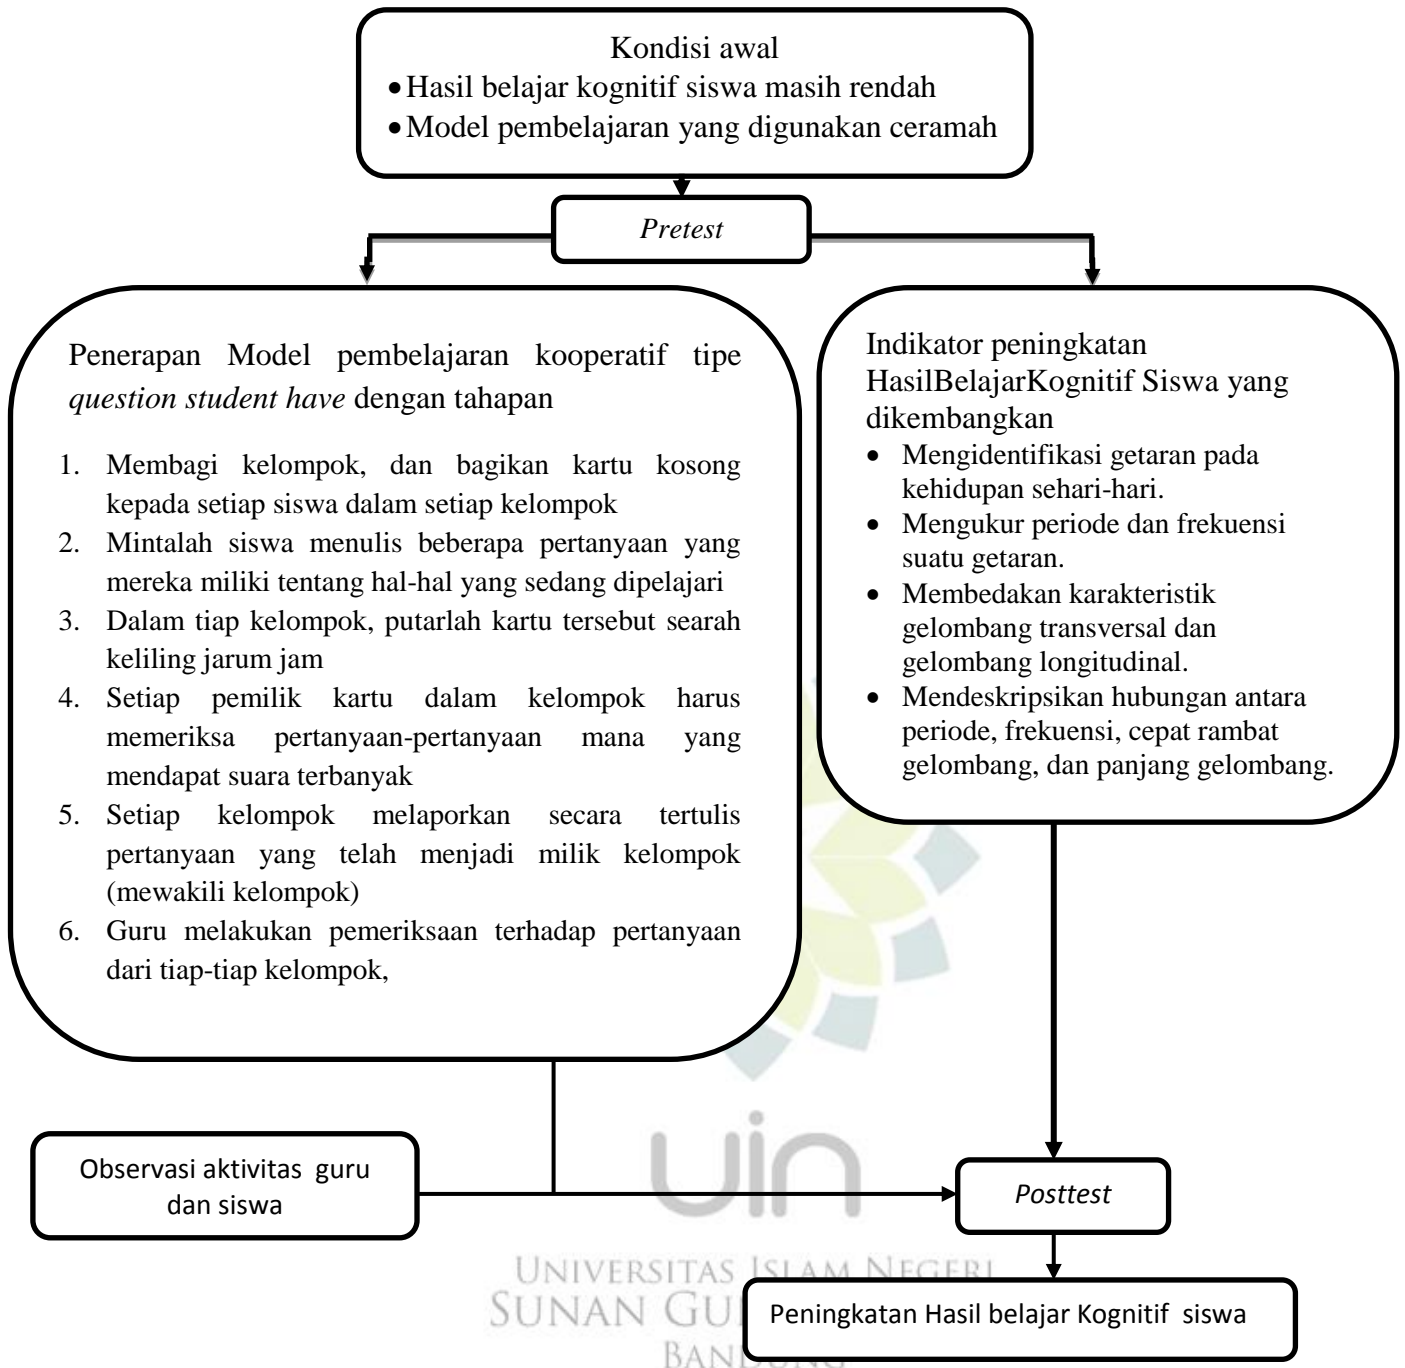 Kondisi awal
•Hasil belajar kognitif siswa masih rendah
•Model pembelajaran yang digunakan ceramah
Pretest
Penerapan Model pembelajaran kooperatif tipe
question student have dengan tahapan
1. Membagi kelompok, dan bagikan kartu kosong
kepada setiap siswa dalam setiap kelompok
2. Mintalah siswa menulis beberapa pertanyaan yang
mereka miliki tentang hal-hal yang sedang dipelajari
3. Dalam tiap kelompok, putarlah kartu tersebut searah
keliling jarum jam
4. Setiap pemilik kartu dalam kelompok harus
memeriksa pertanyaan-pertanyaan mana yang
mendapat suara terbanyak
5. Setiap kelompok melaporkan secara tertulis
pertanyaan yang telah menjadi milik kelompok
(mewakili kelompok)
6. Guru melakukan pemeriksaan terhadap pertanyaan
dari tiap-tiap kelompok,
Indikator peningkatan
HasilBelajarKognitif Siswa yang
dikembangkan
• Mengidentifikasi getaran pada
kehidupan sehari-hari.
• Mengukur periode dan frekuensi
suatu getaran.
• Membedakan karakteristik
gelombang transversal dan
gelombang longitudinal.
• Mendeskripsikan hubungan antara
periode, frekuensi, cepat rambat
gelombang, dan panjang gelombang.
Observasi aktivitas guru
dan siswa
Posttest
uin
UNIVERSITAS ISLAM NEGERI
SUNAN
Peningkatan Hasil belajar Kognitif siswa
BANDUNG